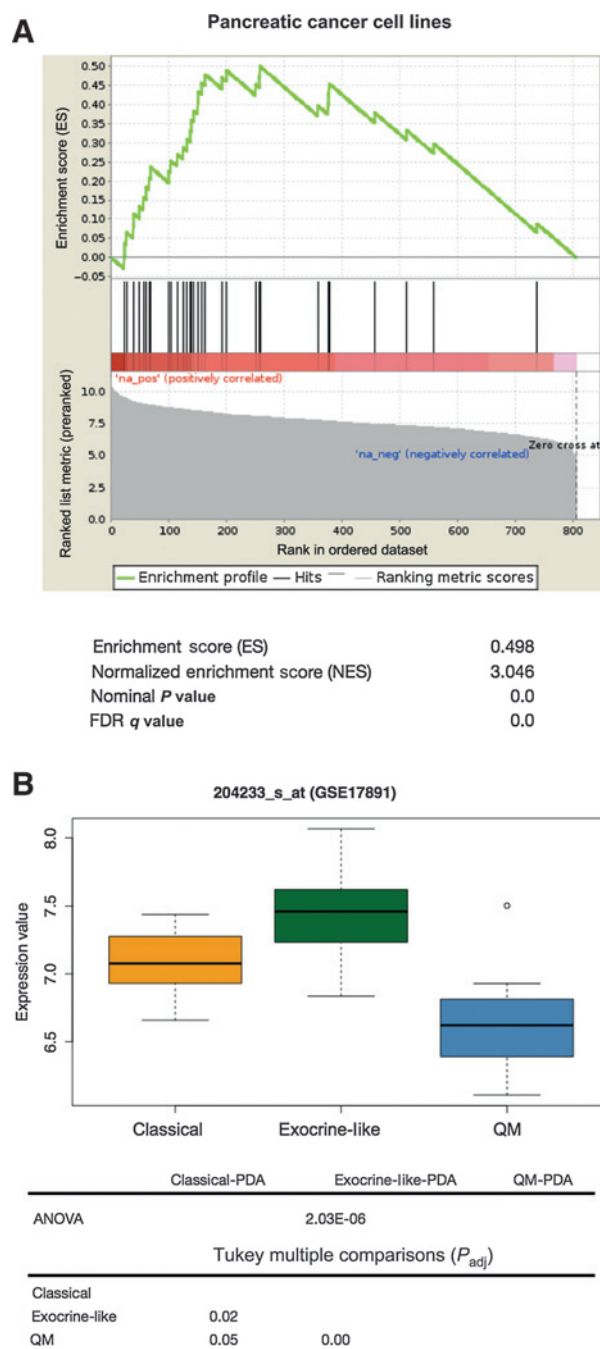 A
Pancreatic cancer cell lines
Enrichment score (ES)
0.50
0.45
0.40
0.35
0.30
0.25
0.20
0.15
0.10
0.05
0.00
−0.05
'na_pos' (positively correlated)
Ranked list metric (preranked)
10.0
7.5
5.0
2.5
0.0
Zero cross at
'na_neg' (negatively correlated)
0 100 200 300 400 500 600 700 800
Rank in ordered dataset
Enrichment profile Hits Ranking metric scores
Enrichment score (ES) 0.498
Normalized enrichment score (NES) 3.046
Nominal P value 0.0
FDR q value 0.0
B
204233_s_at (GSE17891)
Expression value
8.0
7.5
7.0
6.5
Classical Exocrine-like QM
Classical-PDA Exocrine-like-PDA QM-PDA
ANOVA 2.03E-06
Tukey multiple comparisons (Padj)
Classical
Exocrine-like 0.02
QM 0.05 0.00